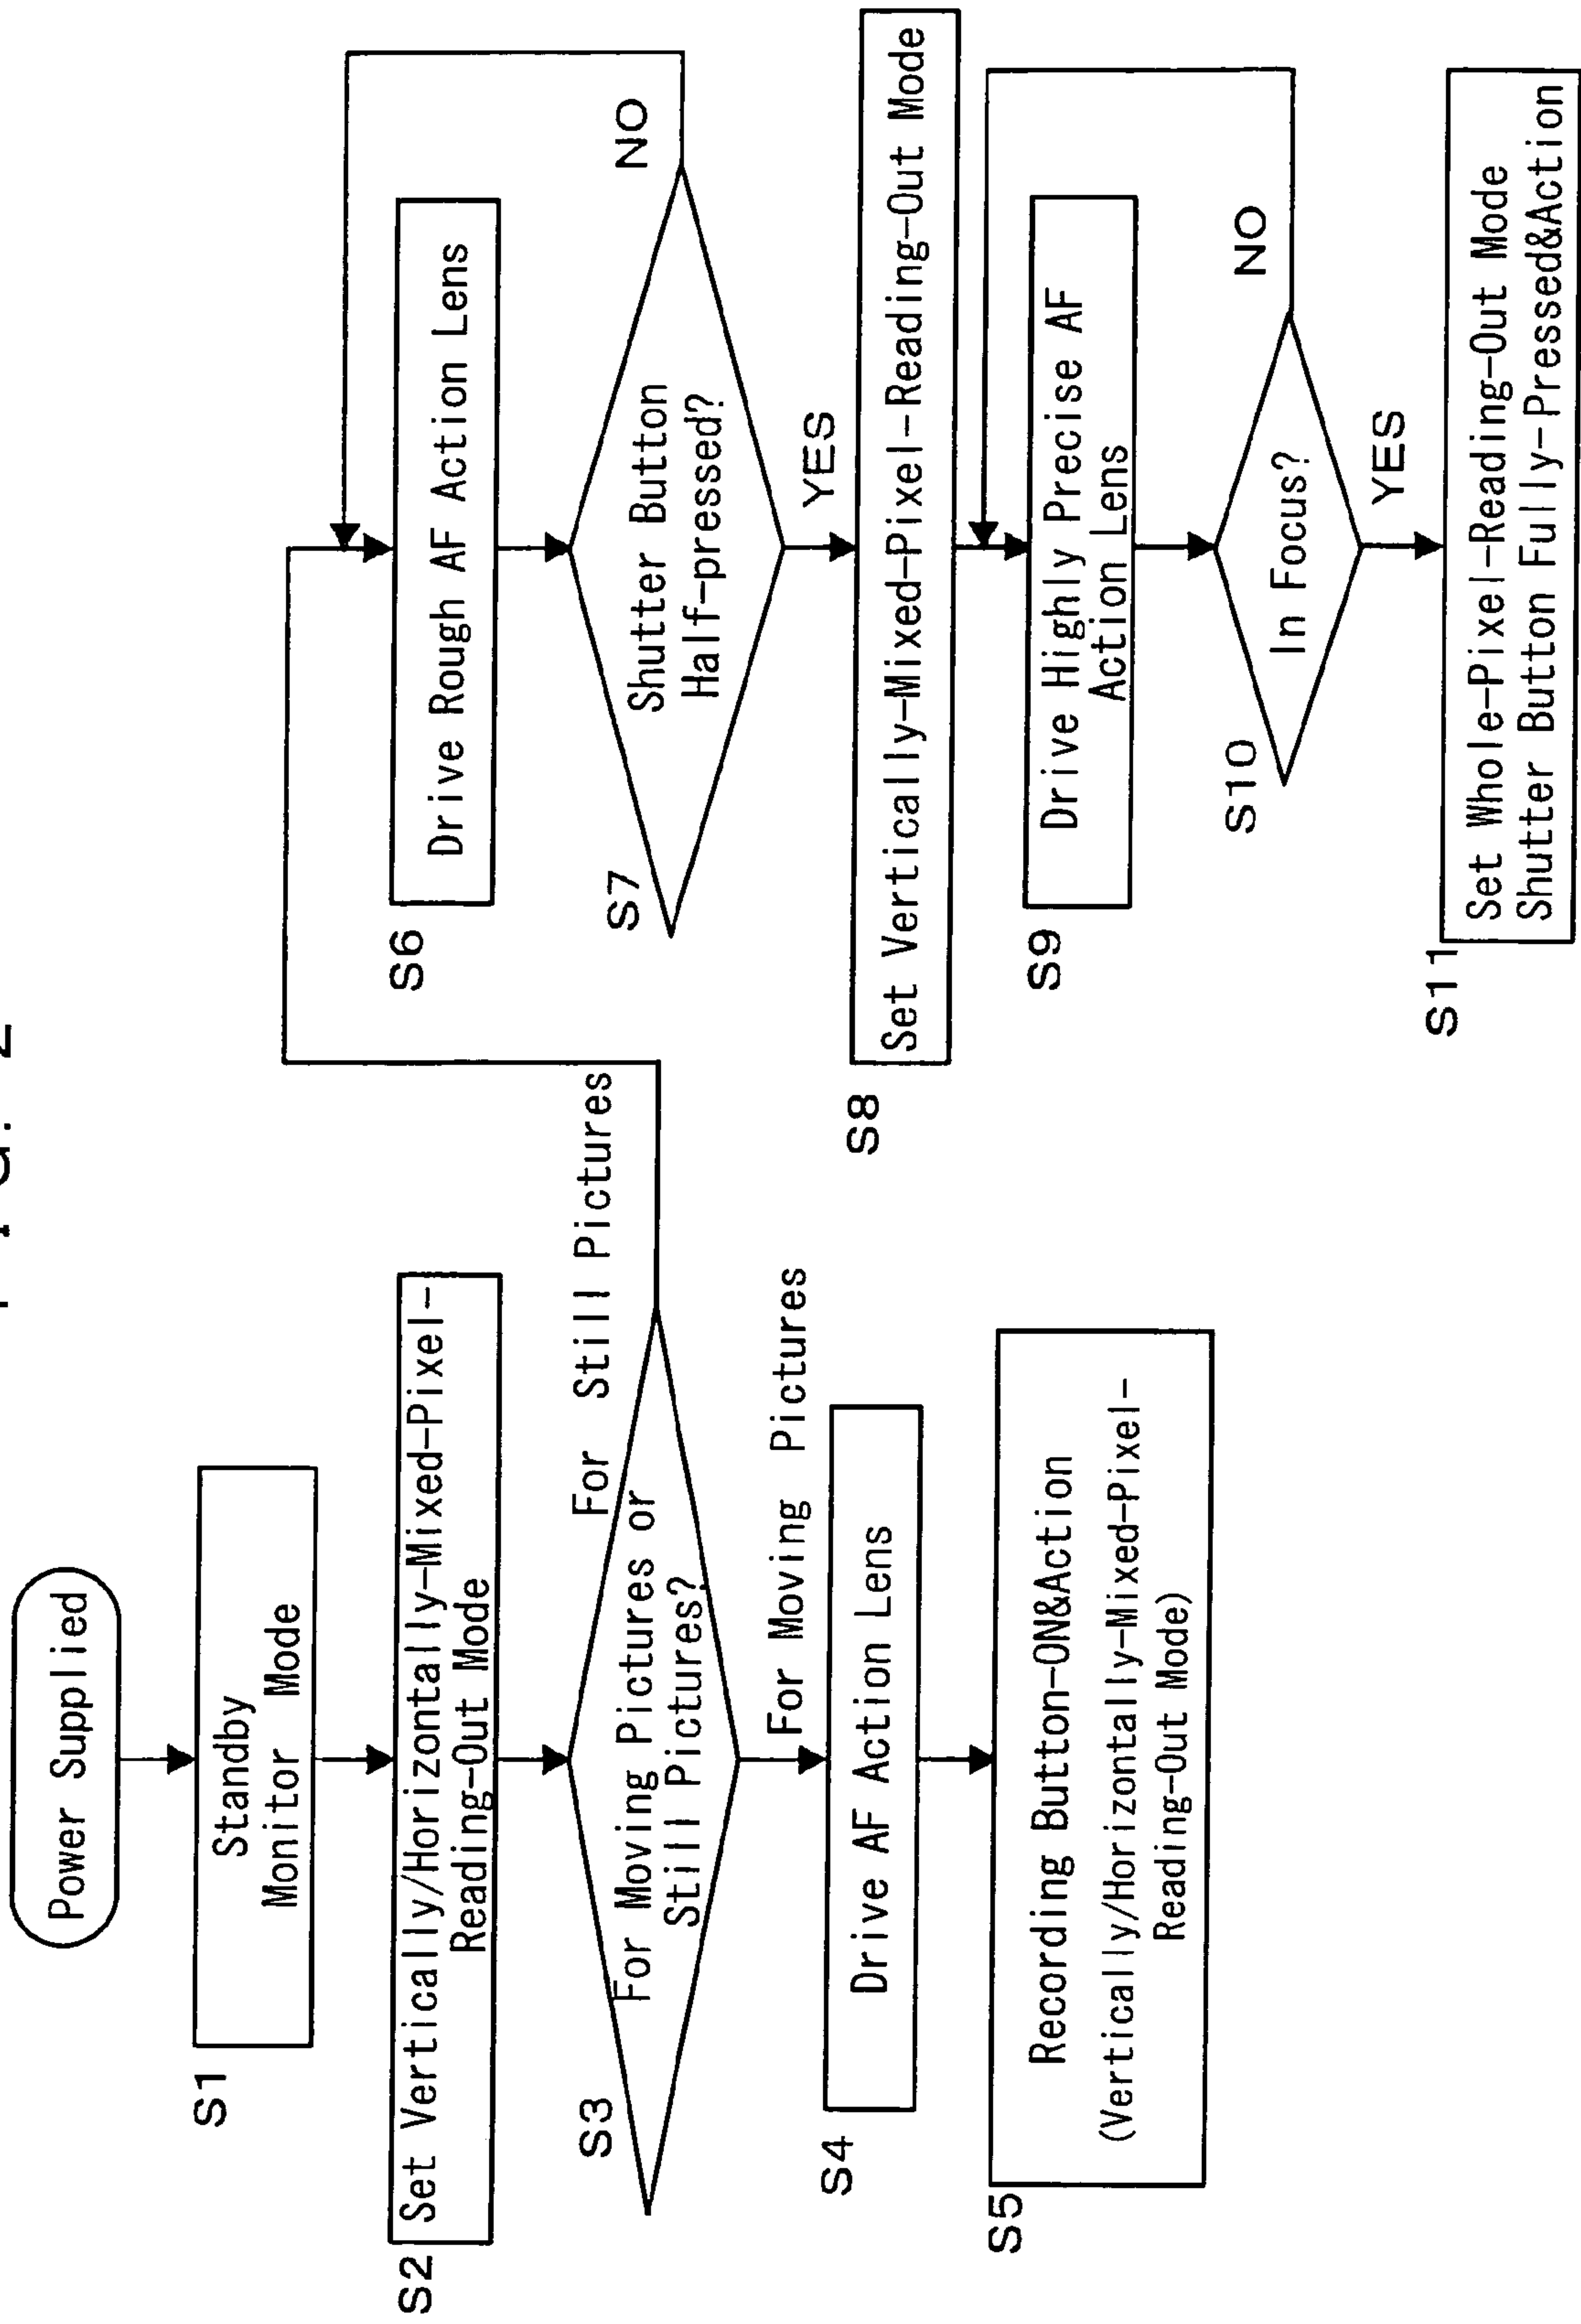 Power Supplied
S1
Standby
Monitor Mode
S2
Set Vertically/Horizontally-Mixed-Pixel-
Reading-Out Mode
S3
For Moving Pictures or
Still Pictures?
For Still Pictures
For Moving Pictures
S4
Drive AF Action Lens
S5
Recording Button-ON&Action
(Vertically/Horizontally-Mixed-Pixel-
Reading-Out Mode)
S6
Drive Rough AF Action Lens
S7
Shutter Button
Half-pressed?
NO
YES
S8
Set Vertically-Mixed-Pixel-Reading-Out Mode
S9
Drive Highly Precise AF
Action Lens
S10
In Focus?
NO
YES
S11
Set Whole-Pixel-Reading-Out Mode
Shutter Button Fully-Pressed&Action